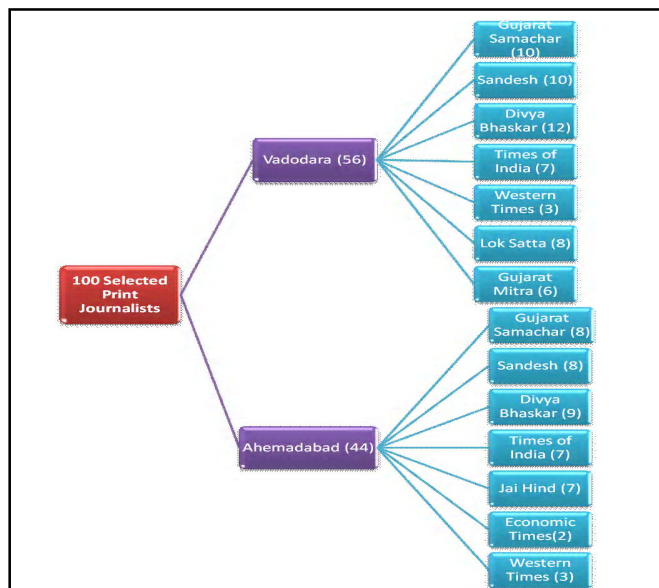 Gujarat
Samachar
(10)
Sandesh (10)
Divya
Bhaskar (12)
Vadodara (56)
Times of
India (7)
Western
Times (3)
Lok Satta (8)
Gujarat
Mitra (6)
100 Selected
Print
Journalists
Gujarat
Samachar (8)
Sandesh (8)
Divya
Bhaskar (9)
Ahemadabad (44)
Times of
India (7)
Jai Hind (7)
Economic
Times(2)
Western
Times (3)